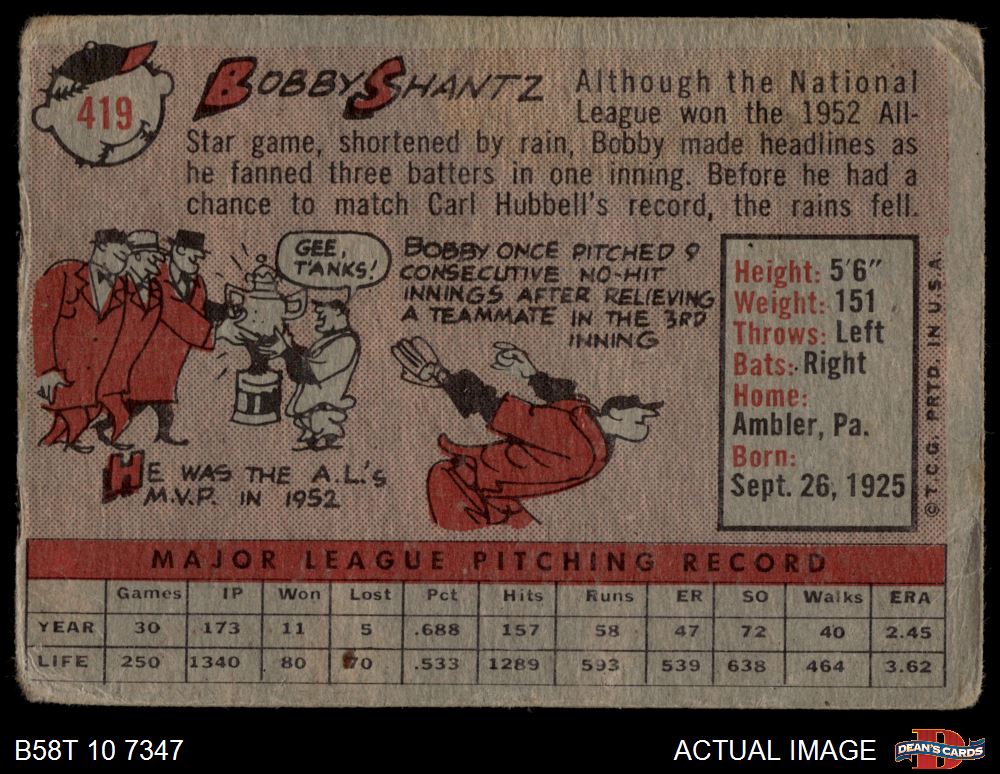 419
BOBBY SHANTZ
Although the National
League won the 1952 All-
Star game, shortened by rain, Bobby made headlines as
he fanned three batters in one inning. Before he had a
chance to match Carl Hubbell's record, the rains fell.
GEE,
T'ANKS!
HE WAS THE A.L.'s
M.V.P. IN 1952
BOBBY ONCE PITCHED 9
CONSECUTIVE NO-HIT
INNINGS AFTER RELIEVING
A TEAMMATE IN THE 3RD
INNING
Height: 5'6"
Weight: 151
Throws: Left
Bats: Right
Home:
Ambler, Pa.
Born:
Sept. 26, 1925
©T.C.G. PRTD. IN U.S.A.
MAJOR LEAGUE PITCHING RECORD
Games IP Won Lost Pct Hits Runs ER SO Walks ERA
YEAR 30 173 11 5 .688 157 58 47 72 40 2.45
LIFE 250 1340 80 70 .533 1289 593 539 638 464 3.62
B58T 10 7347
ACTUAL IMAGE
D
DEAN'S CARDS